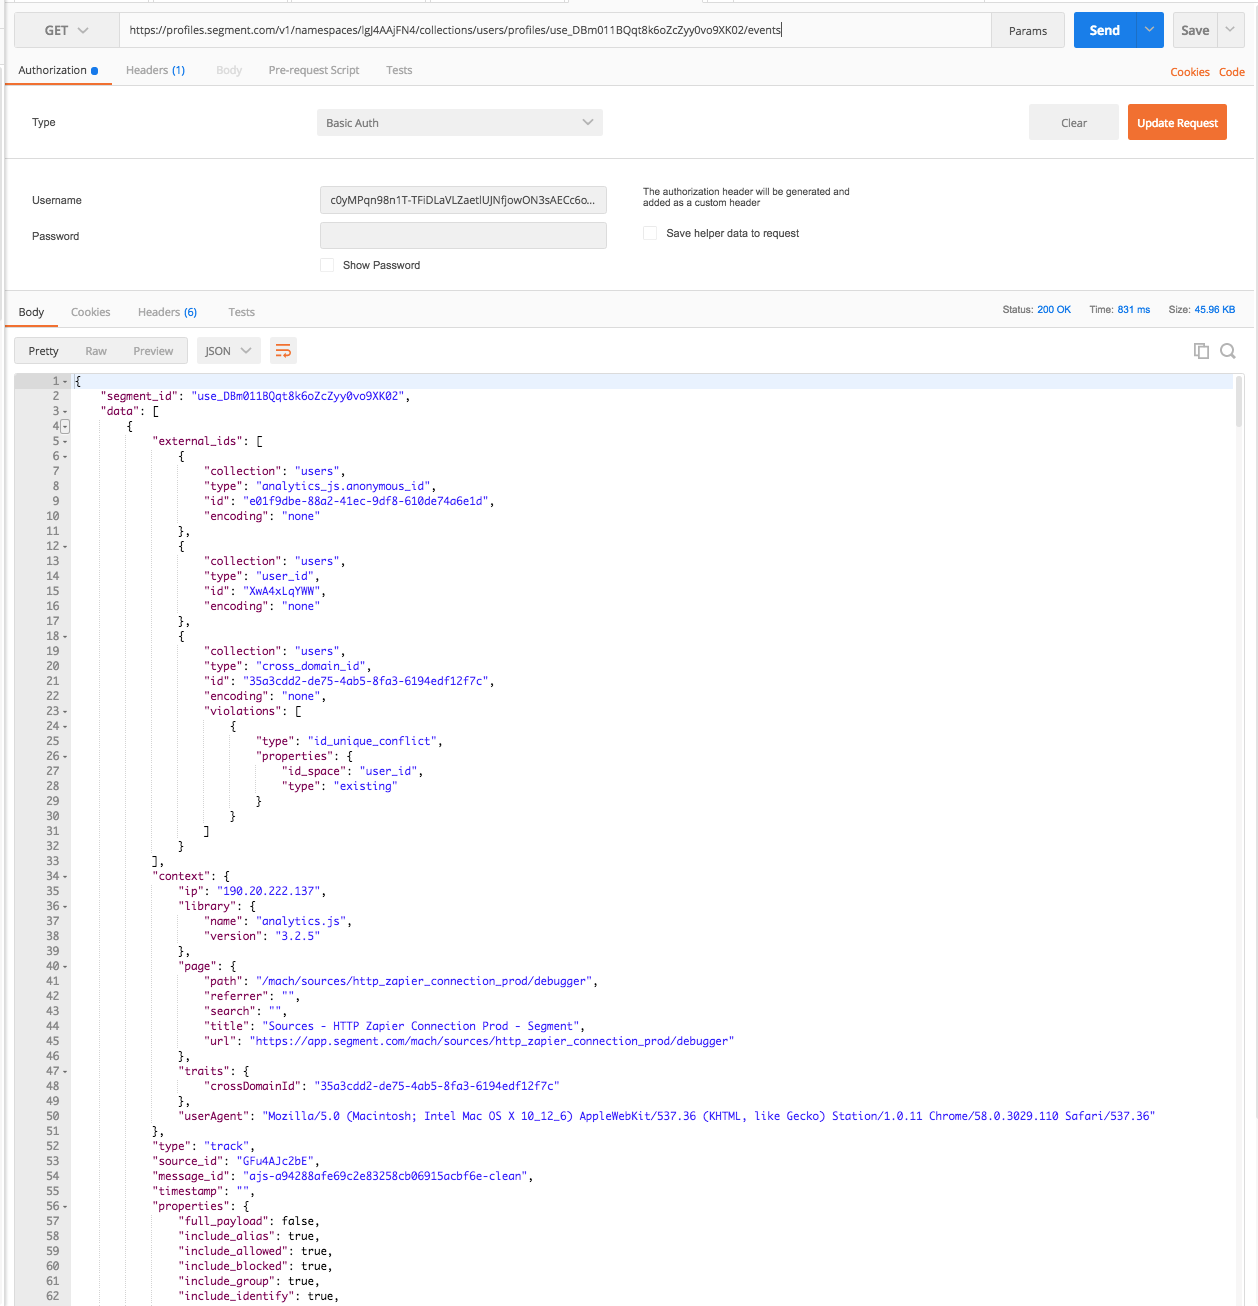 GET
https://profiles.segment.com/v1/namespaces/lgJ4AAjFN4/collections/users/profiles/use_DBm011BQqt8k6oZcZyy0vo9XK02/events
Params
Send
Save
Authorization
Headers (1)
Body
Pre-request Script
Tests
Cookies
Code
Type
Basic Auth
Clear
Update Request
Username
c0yMPqn98n1T-TFiDLaVLZaetlUJNfjowON3sAECc6o...
The authorization header will be generated and
added as a custom header
Password
Save helper data to request
Show Password
Body
Cookies
Headers (6)
Tests
Status: 200 OK
Time: 831 ms
Size: 45.96 KB
Pretty
Raw
Preview
JSON
1 {
2 "segment_id": "use_DBm011BQqt8k6oZcZyy0vo9XK02",
3 "data": [
4 {
5 "external_ids": [
6 {
7 "collection": "users",
8 "type": "analytics_js.anonymous_id",
9 "id": "e01f9dbe-88a2-41ec-9df8-610de74a6e1d",
10 "encoding": "none"
11 },
12 {
13 "collection": "users",
14 "type": "user_id",
15 "id": "XwA4xLqYWW",
16 "encoding": "none"
17 },
18 {
19 "collection": "users",
20 "type": "cross_domain_id",
21 "id": "35a3cdd2-de75-4ab5-8fa3-6194edf12f7c",
22 "encoding": "none",
23 "violations": [
24 {
25 "type": "id_unique_conflict",
26 "properties": {
27 "id_space": "user_id",
28 "type": "existing"
29 }
30 }
31 ]
32 }
33 ],
34 "context": {
35 "ip": "190.20.222.137",
36 "library": {
37 "name": "analytics.js",
38 "version": "3.2.5"
39 },
40 "page": {
41 "path": "/mach/sources/http_zapier_connection_prod/debugger",
42 "referrer": "",
43 "search": "",
44 "title": "Sources - HTTP Zapier Connection Prod - Segment",
45 "url": "https://app.segment.com/mach/sources/http_zapier_connection_prod/debugger"
46 },
47 "traits": {
48 "crossDomainId": "35a3cdd2-de75-4ab5-8fa3-6194edf12f7c"
49 },
50 "userAgent": "Mozilla/5.0 (Macintosh; Intel Mac OS X 10_12_6) AppleWebKit/537.36 (KHTML, like Gecko) Station/1.0.11 Chrome/58.0.3029.110 Safari/537.36"
51 },
52 "type": "track",
53 "source_id": "GFu4AJc2bE",
54 "message_id": "ajs-a94288afe69c2e83258cb06915acbf6e-clean",
55 "timestamp": "",
56 "properties": {
57 "full_payload": false,
58 "include_alias": true,
59 "include_allowed": true,
60 "include_blocked": true,
61 "include_group": true,
62 "include_identify": true,